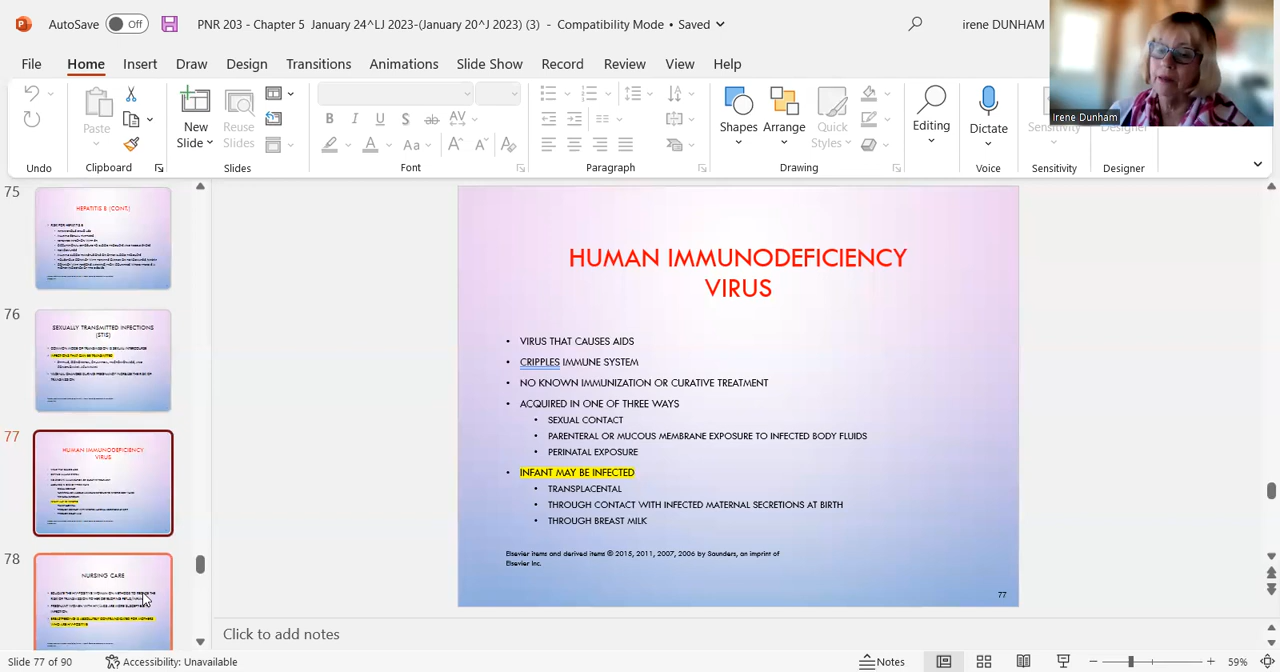 AutoSave Off PNR 203 - Chapter 5 January 24^LJ 2023-(January 20^J 2023) (3) - Compatibility Mode • Saved irene DUNHAM
File Home Insert Draw Design Transitions Animations Slide Show Record Review View Help
Paste New Slide Reuse Slides Shapes Arrange Quick Styles Editing Dictate Sensitivity Designer
Undo Clipboard Slides Font Paragraph Drawing Voice Sensitivity Designer
Irene Dunham
75
HEPATITIS B (CONT.)
76
SEXUALLY TRANSMITTED INFECTIONS
(STIS)
77
HUMAN IMMUNODEFICIENCY
VIRUS
78
NURSING CARE
HUMAN IMMUNODEFICIENCY
VIRUS
• VIRUS THAT CAUSES AIDS
• CRIPPLES IMMUNE SYSTEM
• NO KNOWN IMMUNIZATION OR CURATIVE TREATMENT
• ACQUIRED IN ONE OF THREE WAYS
• SEXUAL CONTACT
• PARENTERAL OR MUCOUS MEMBRANE EXPOSURE TO INFECTED BODY FLUIDS
• PERINATAL EXPOSURE
• INFANT MAY BE INFECTED
• TRANSPLACENTAL
• THROUGH CONTACT WITH INFECTED MATERNAL SECRETIONS AT BIRTH
• THROUGH BREAST MILK
Elsevier items and derived items © 2015, 2011, 2007, 2006 by Saunders, an imprint of
Elsevier Inc.
77
Click to add notes
Slide 77 of 90 Accessibility: Unavailable Notes 59%